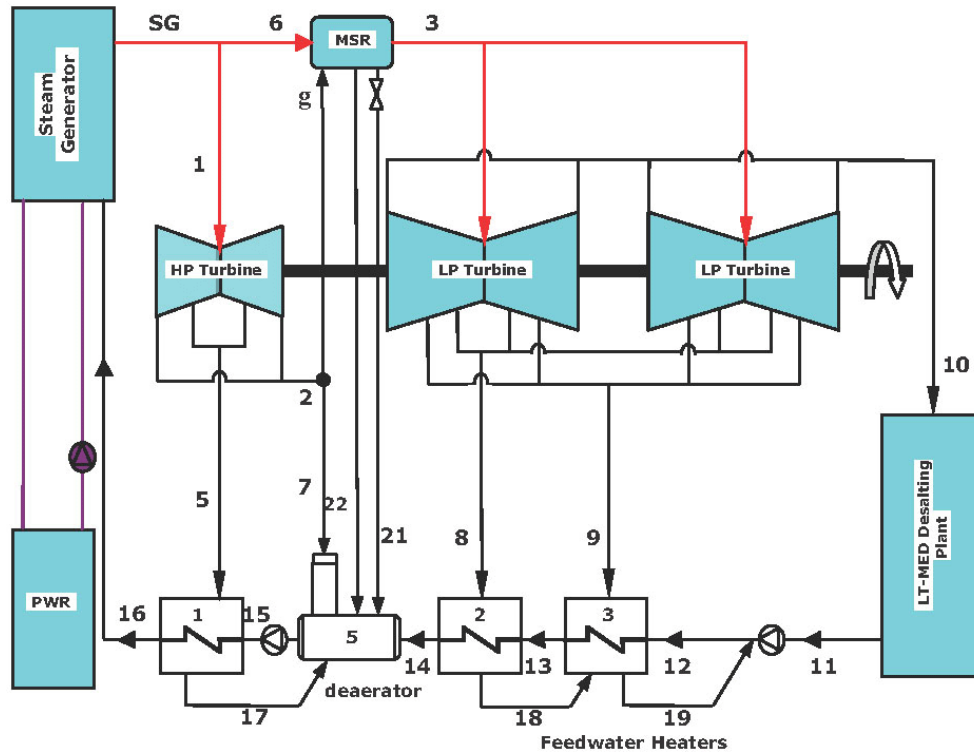 SG
6
MSR
3
Steam
Generator
g
1
HP Turbine
LP Turbine
LP Turbine
2
10
5
7
22
21
8
9
LT-MED Desalting
Plant
PWR
16
1
15
5
14
2
13
3
12
11
deaerator
17
18
19
Feedwater Heaters